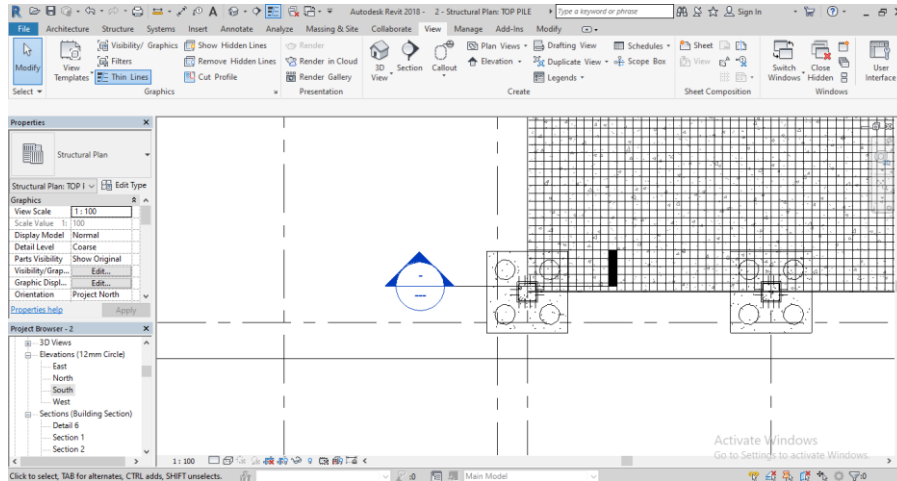 Autodesk Revit 2018 - 2 - Structural Plan: TOP PILE Type a keyword or phrase Sign In
File Architecture Structure Systems Insert Annotate Analyze Massing & Site Collaborate View Manage Add-Ins Modify
Modify
View Templates
Visibility/ Graphics
Filters
Thin Lines
Show Hidden Lines
Remove Hidden Lines
Cut Profile
Render
Render in Cloud
Render Gallery
3D View
Section
Callout
Plan Views
Elevation
Drafting View
Duplicate View
Legends
Schedules
Scope Box
Sheet
View
Switch Windows
Close Hidden
User Interface
Select Graphics Presentation Create Sheet Composition Windows
Properties
Structural Plan
Structural Plan: TOP I Edit Type
Graphics
View Scale 1 : 100
Scale Value 1: 100
Display Model Normal
Detail Level Coarse
Parts Visibility Show Original
Visibility/Grap... Edit...
Graphic Displ... Edit...
Orientation Project North
Properties help Apply
Project Browser - 2
3D Views
Elevations (12mm Circle)
East
North
South
West
Sections (Building Section)
Detail 6
Section 1
Section 2
1 : 100
Activate Windows
Go to Settings to activate Windows.
Click to select, TAB for alternates, CTRL adds, SHIFT unselects. :0 Main Model :0